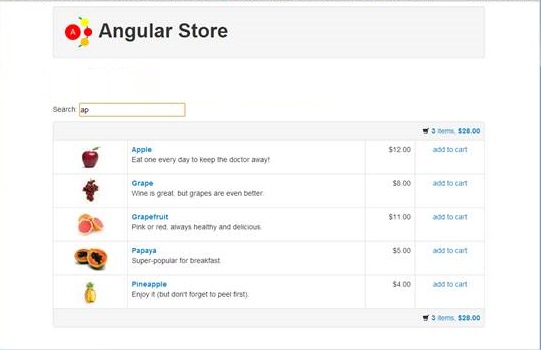 A
Angular Store
Search: ap
3 items, $28.00
Apple
Eat one every day to keep the doctor away!
$12.00
add to cart
Grape
Wine is great, but grapes are even better.
$8.00
add to cart
Grapefruit
Pink or red, always healthy and delicious.
$11.00
add to cart
Papaya
Super-popular for breakfast.
$5.00
add to cart
Pineapple
Enjoy it (but don't forget to peel first).
$4.00
add to cart
3 items, $28.00